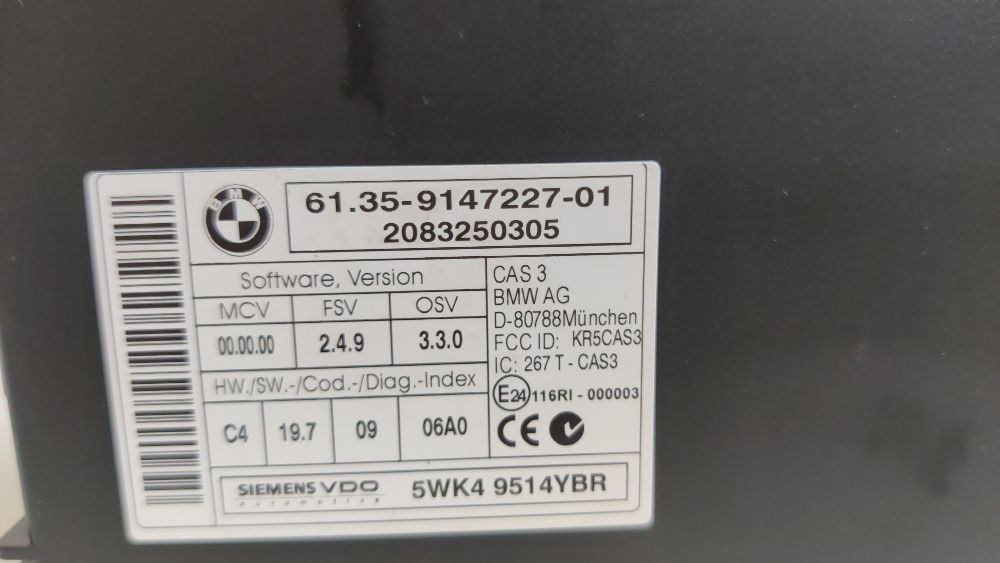 BMW
61.35-9147227-01
2083250305
Software, Version
MCV FSV OSV
00.00.00 2.4.9 3.3.0
HW./SW.-/Cod.-/Diag.-Index
C4 19.7 09 06A0
CAS 3
BMW AG
D-80788München
FCC ID: KR5CAS3
IC: 267 T - CAS3
E24 116RI - 000003
CE
SIEMENS VDO
Automotive
5WK4 9514YBR